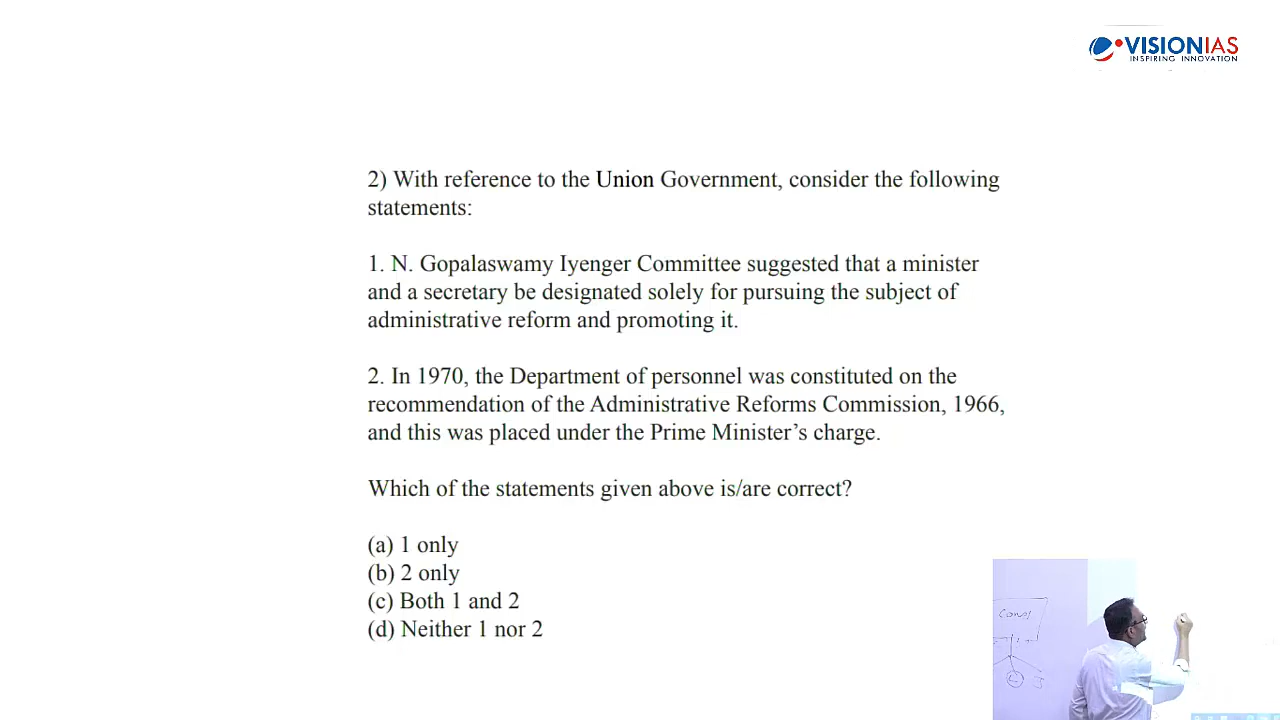 VISIONIAS
INSPIRING INNOVATION
2) With reference to the Union Government, consider the following
statements:
1. N. Gopalaswamy Iyenger Committee suggested that a minister
and a secretary be designated solely for pursuing the subject of
administrative reform and promoting it.
2. In 1970, the Department of personnel was constituted on the
recommendation of the Administrative Reforms Commission, 1966,
and this was placed under the Prime Minister’s charge.
Which of the statements given above is/are correct?
(a) 1 only
(b) 2 only
(c) Both 1 and 2
(d) Neither 1 nor 2